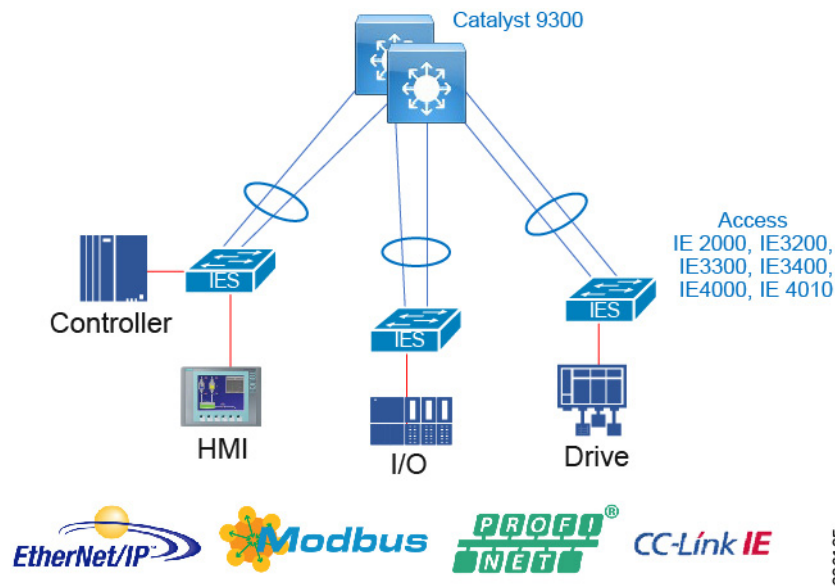 Catalyst 9300
Access
IE 2000, IE3200,
IE3300, IE3400,
IE4000, IE 4010
IES
Controller
IES
IES
HMI
I/O
Drive
EtherNet/IP™
Modbus
PROFI®
NET
CC-Link IE